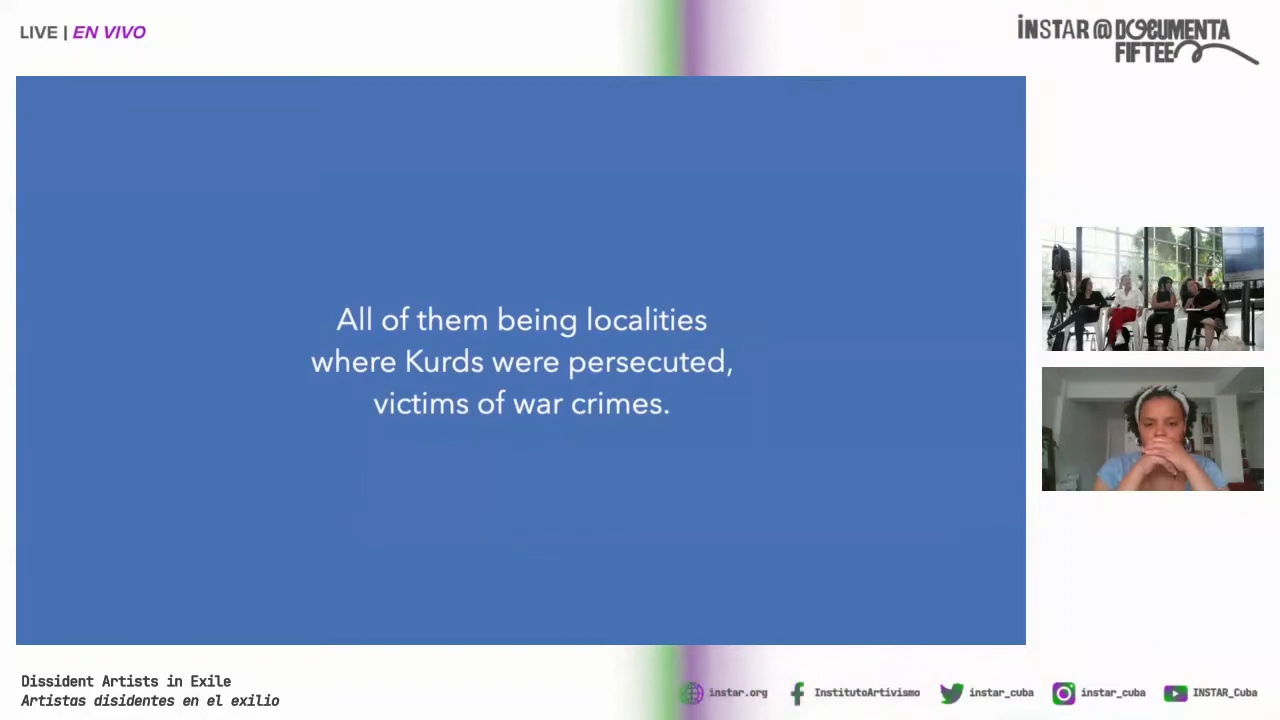 LIVE | EN VIVO
INSTAR @ DOCUMENTA
FIFTEEN
All of them being localities
where Kurds were persecuted,
victims of war crimes.
Dissident Artists in Exile
Artistas disidentes en el exilio
instar.org
InstitutoArtivismo
instar_cuba
instar_cuba
INSTAR_Cuba